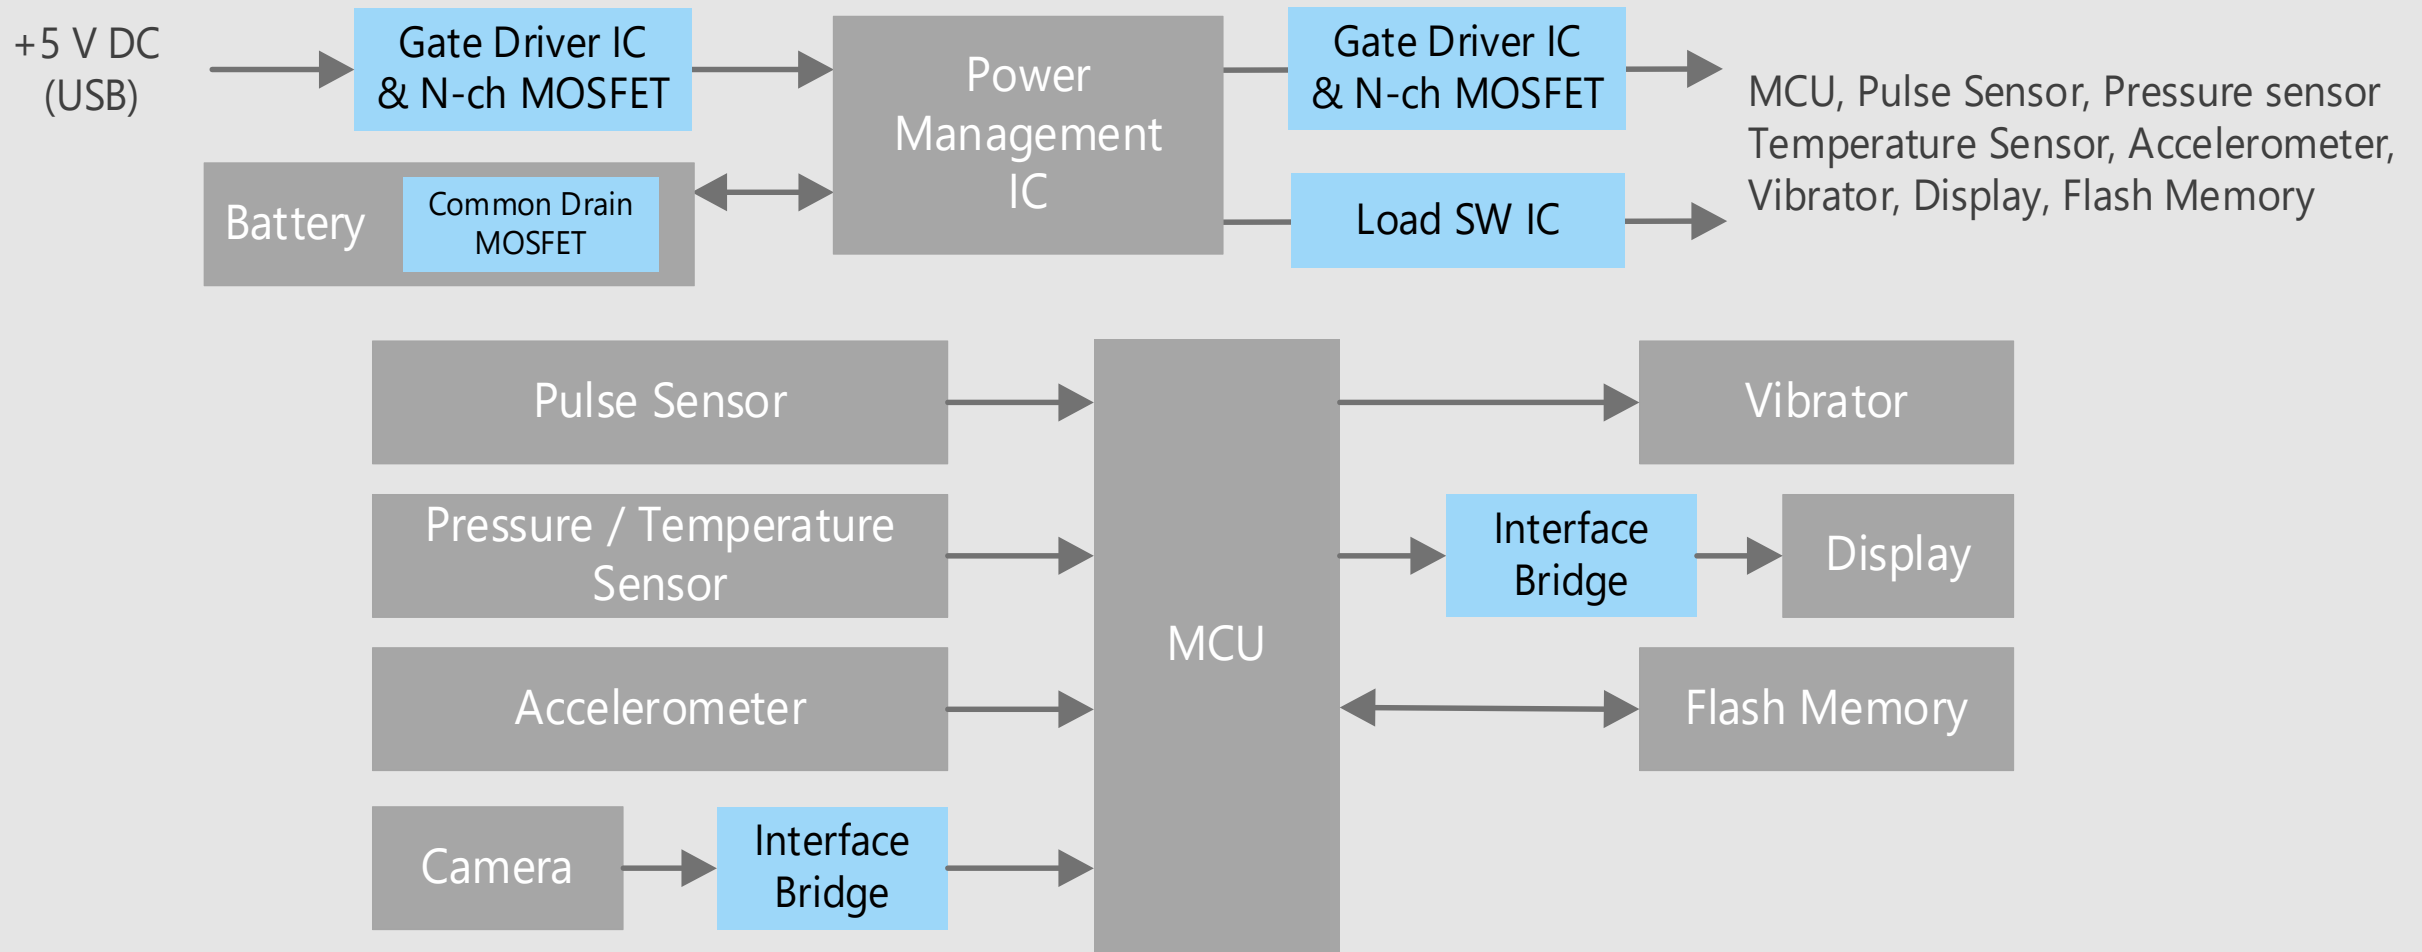 +5 V DC
(USB)
Gate Driver IC
& N-ch MOSFET
Power
Management
IC
Gate Driver IC
& N-ch MOSFET
MCU, Pulse Sensor, Pressure sensor
Temperature Sensor, Accelerometer,
Vibrator, Display, Flash Memory
Battery
Common Drain
MOSFET
Load SW IC
Pulse Sensor
Vibrator
Pressure / Temperature
Sensor
Interface
Bridge
Display
MCU
Accelerometer
Flash Memory
Camera
Interface
Bridge